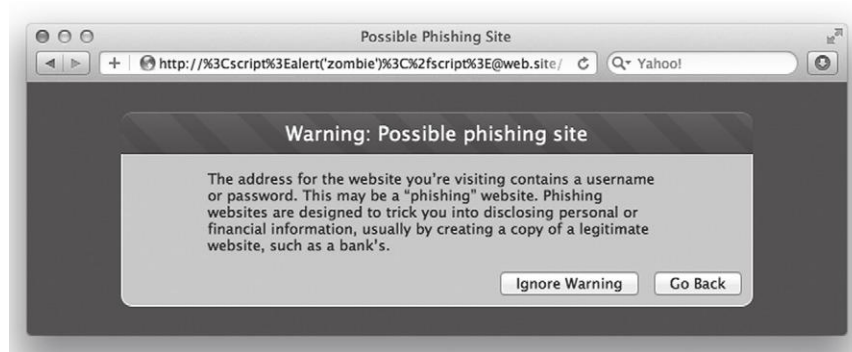 Possible Phishing Site
+ http://%3Cscript%3Ealert('zombie')%3C%2fscript%3E@web.site/ Yahoo!
Warning: Possible phishing site
The address for the website you’re visiting contains a username
or password. This may be a “phishing” website. Phishing
websites are designed to trick you into disclosing personal or
financial information, usually by creating a copy of a legitimate
website, such as a bank’s.
Ignore Warning Go Back